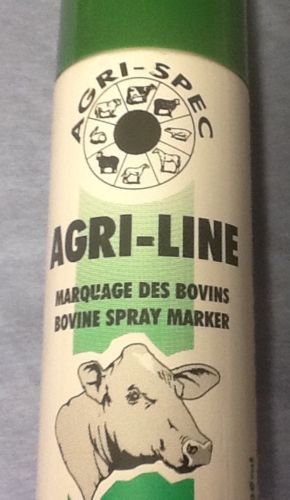 AGRI-SPEC
AGRI-LINE
MARQUAGE DES BOVINS
BOVINE SPRAY MARKER